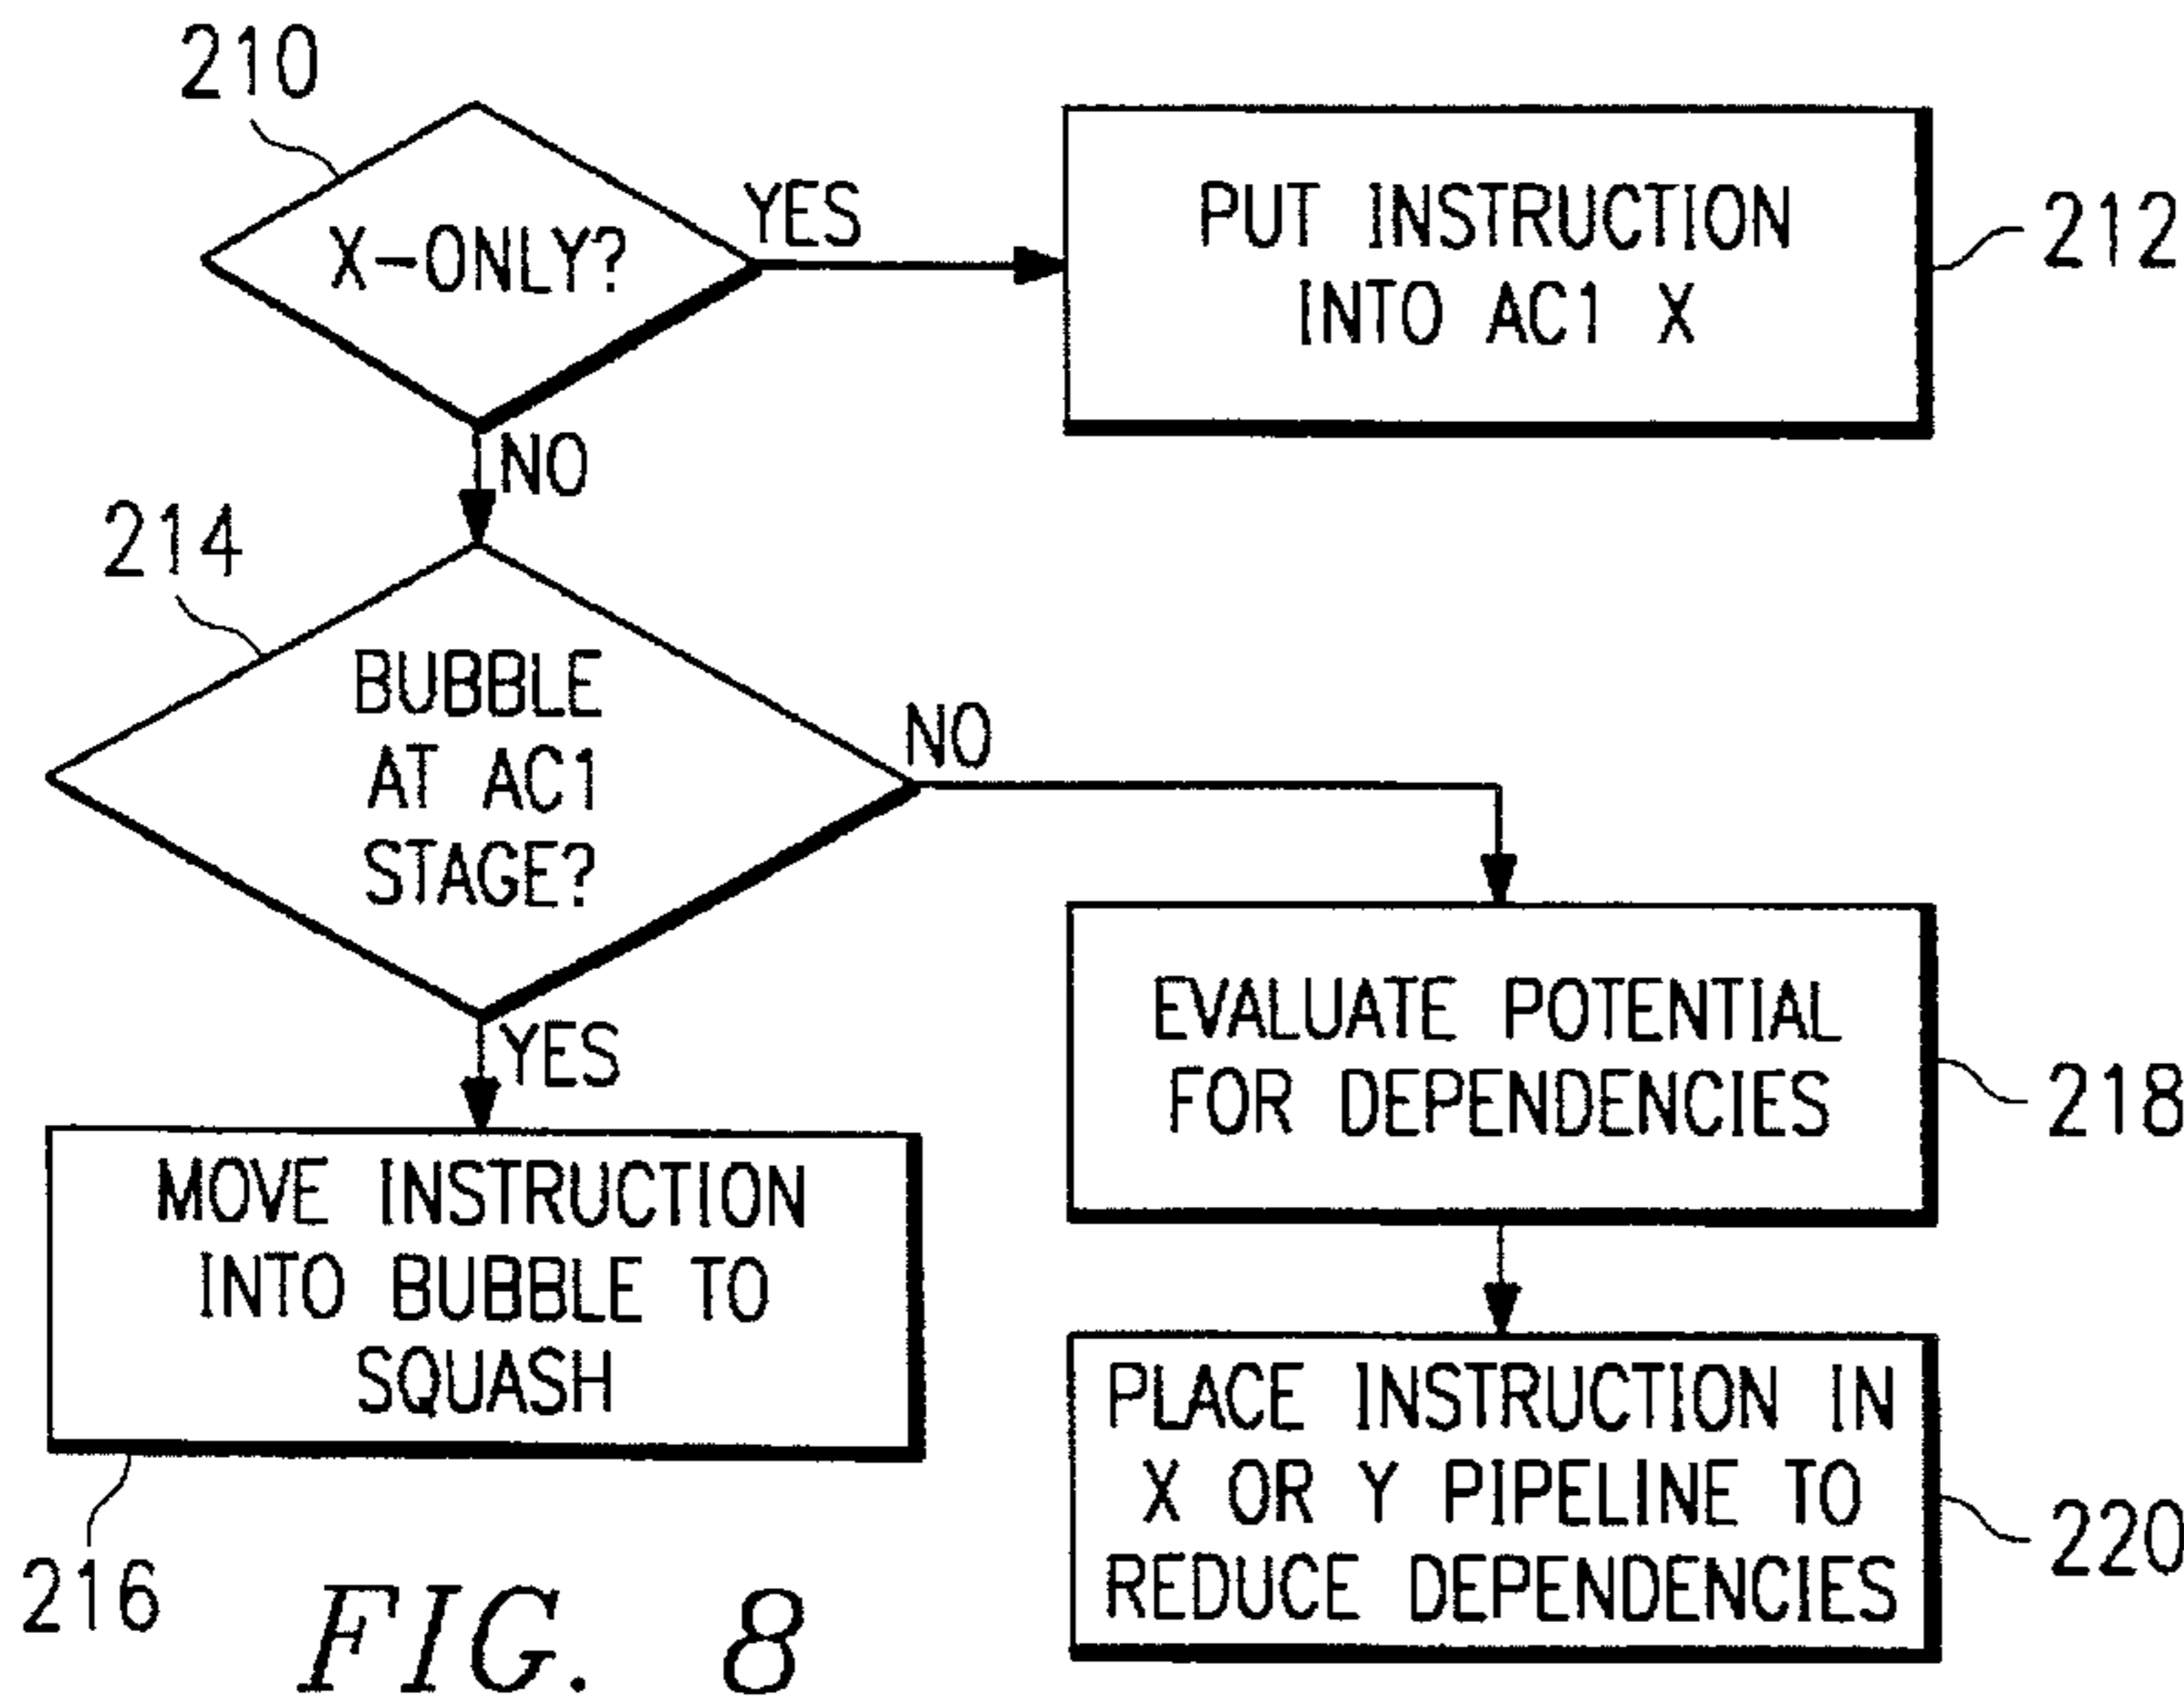 210
X-ONLY?
YES
PUT INSTRUCTION
INTO AC1 X
212
NO
214
BUBBLE
AT AC1
STAGE?
NO
YES
EVALUATE POTENTIAL
FOR DEPENDENCIES
218
MOVE INSTRUCTION
INTO BUBBLE TO
SQUASH
216
PLACE INSTRUCTION IN
X OR Y PIPELINE TO
REDUCE DEPENDENCIES
220
FIG. 8